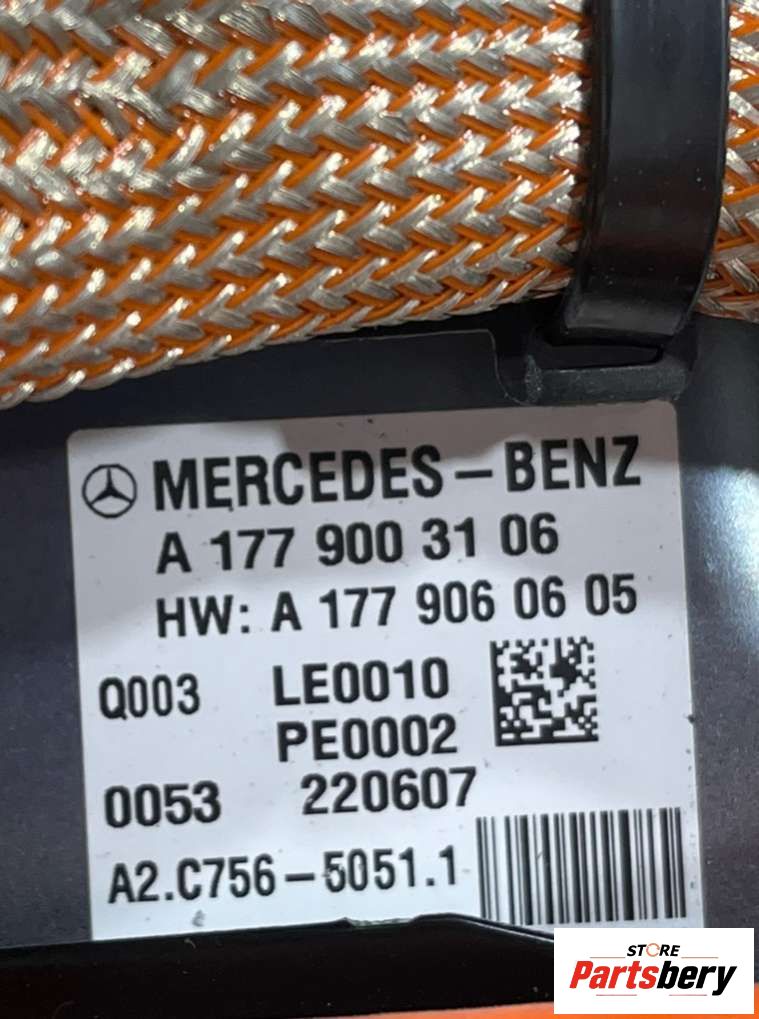 MERCEDES-BENZ
A 177 900 31 06
HW: A 177 906 06 05
Q003 LE0010
PE0002
0053 220607
A2.C756-5051.1
STORE
Partsbery